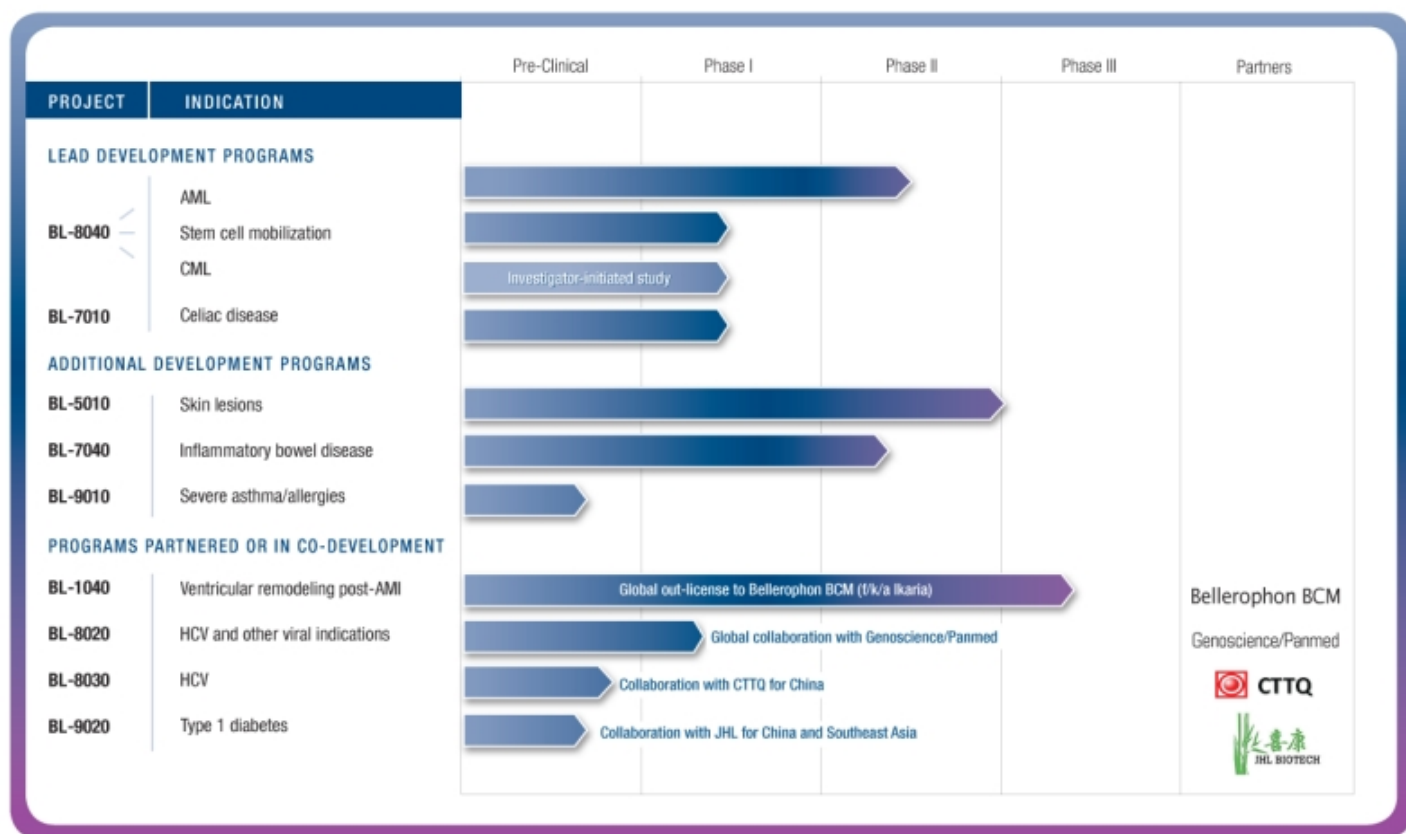 Pre-Clinical Phase I Phase II Phase III Partners
PROJECT INDICATION
LEAD DEVELOPMENT PROGRAMS
AML
BL-8040 Stem cell mobilization
CML Investigator-initiated study
BL-7010 Celiac disease
ADDITIONAL DEVELOPMENT PROGRAMS
BL-5010 Skin lesions
BL-7040 Inflammatory bowel disease
BL-9010 Severe asthma/allergies
PROGRAMS PARTNERED OR IN CO-DEVELOPMENT
BL-1040 Ventricular remodeling post-AMI Global out-license to Bellerophon BCM (f/k/a Ikaria) Bellerophon BCM
BL-8020 HCV and other viral indications Global collaboration with Genoscience/Panmed Genoscience/Panmed
BL-8030 HCV Collaboration with CTTQ for China CTTQ
BL-9020 Type 1 diabetes Collaboration with JHL for China and Southeast Asia
喜康
JHL BIOTECH